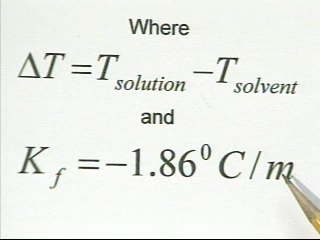 Where
ΔT = T_solution − T_solvent
and
K_f = −1.86⁰ C/m